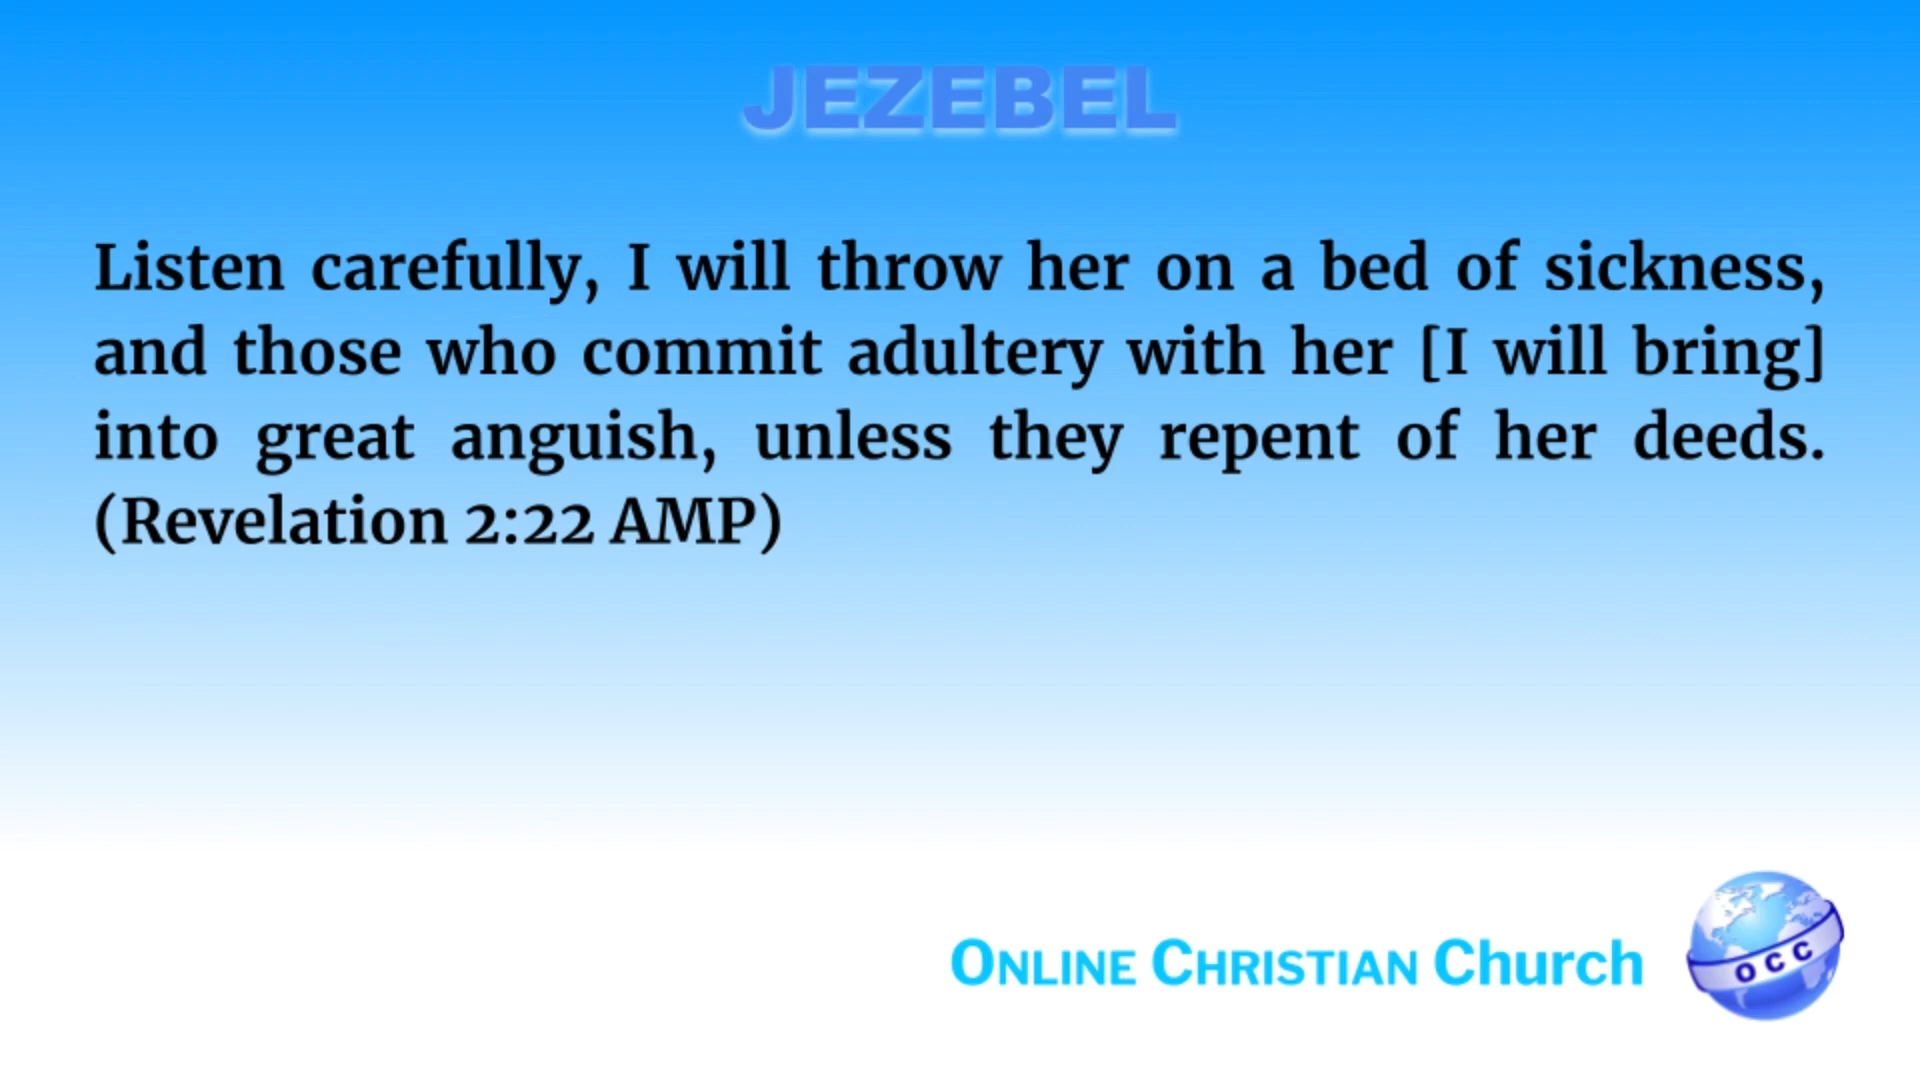 JEZEBEL
Listen carefully, I will throw her on a bed of sickness,
and those who commit adultery with her [I will bring]
into great anguish, unless they repent of her deeds.
(Revelation 2:22 AMP)
ONLINE CHRISTIAN Church
OCC